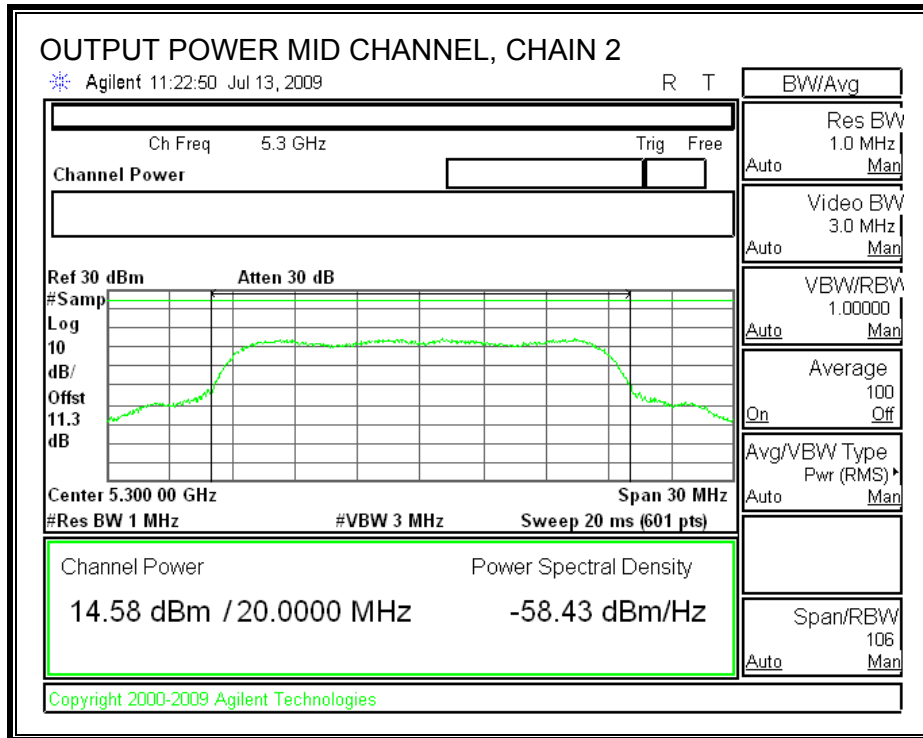 OUTPUT POWER MID CHANNEL, CHAIN 2
Agilent 11:22:50 Jul 13, 2009 R T
BW/Avg
Ch Freq 5.3 GHz Trig Free
Channel Power
Ref 30 dBm Atten 30 dB
#Samp
Log
10
dB/
Offst
11.3
dB
Center 5.300 00 GHz Span 30 MHz
#Res BW 1 MHz #VBW 3 MHz Sweep 20 ms (601 pts)
Channel Power Power Spectral Density
14.58 dBm / 20.0000 MHz -58.43 dBm/Hz
Copyright 2000-2009 Agilent Technologies
Res BW
1.0 MHz
Auto Man
Video BW
3.0 MHz
Auto Man
VBW/RBW
1.00000
Auto Man
Average
100
On Off
Avg/VBW Type
Pwr (RMS)
Auto Man
Span/RBW
106
Auto Man